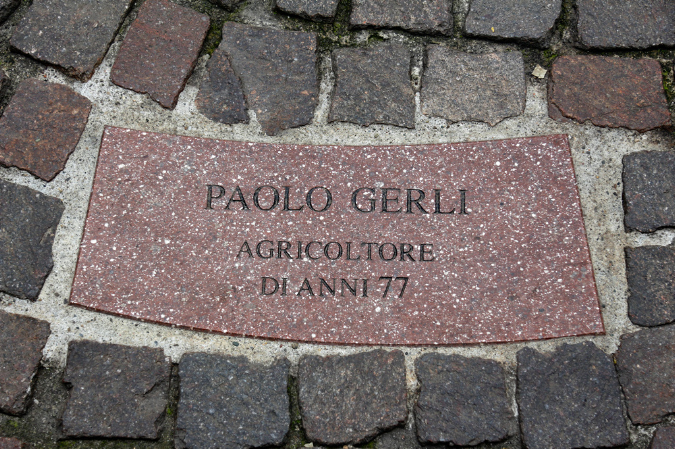 PAOLO GERLI
AGRICOLTORE
DI ANNI 77